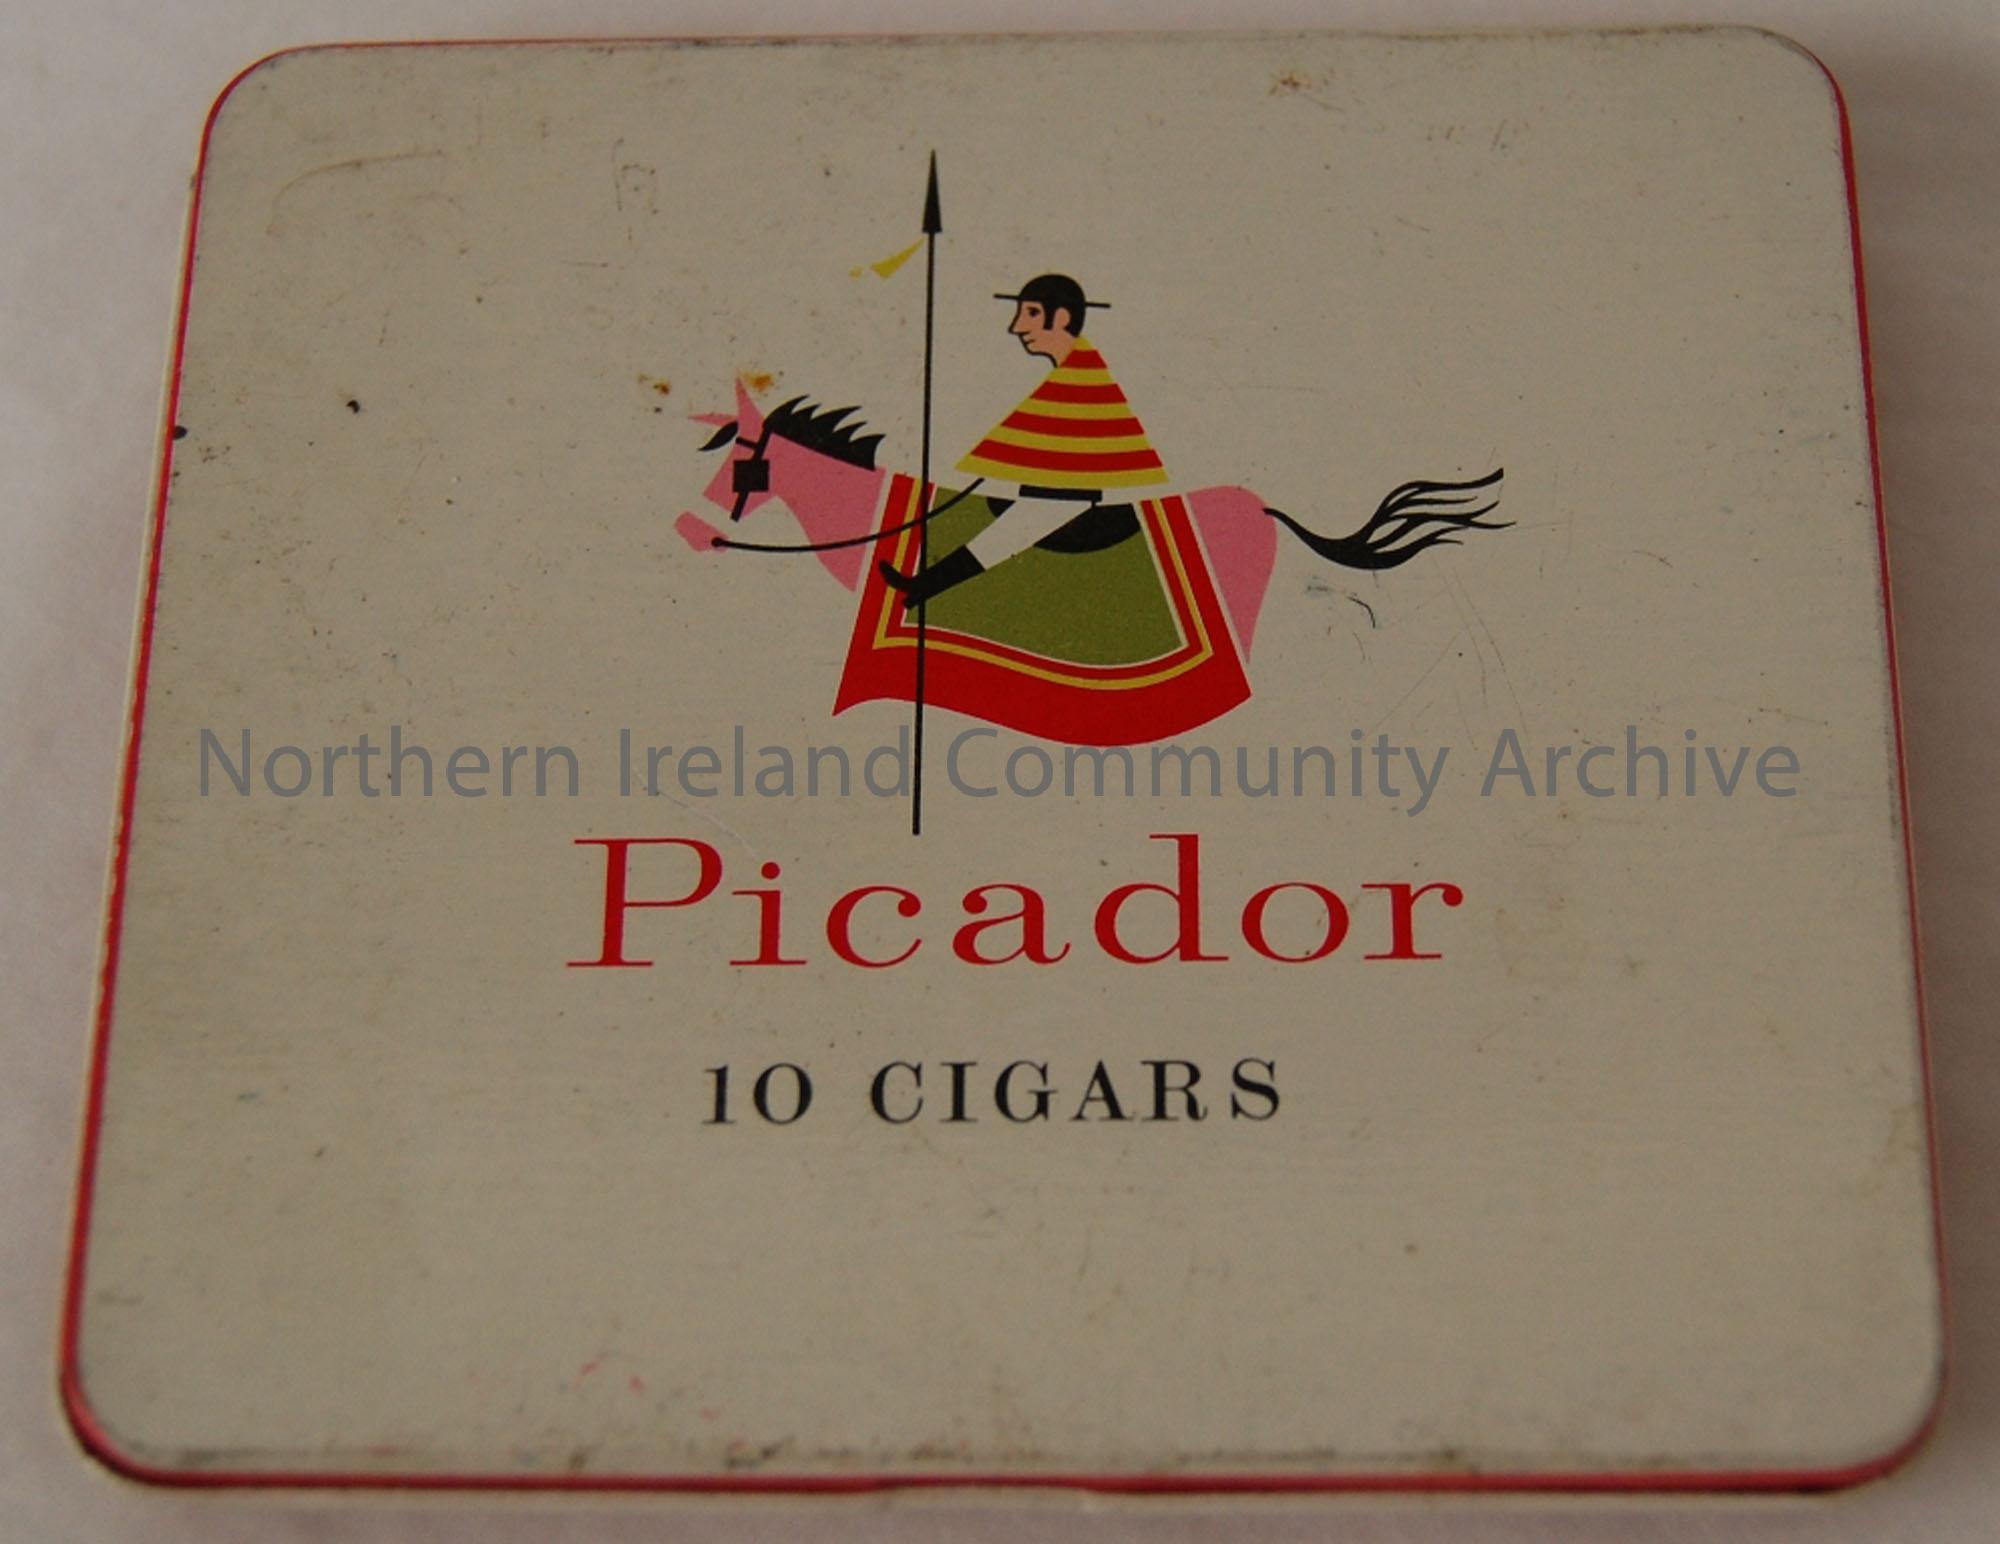 Northern Ireland Community Archive
Picador
10 CIGARS